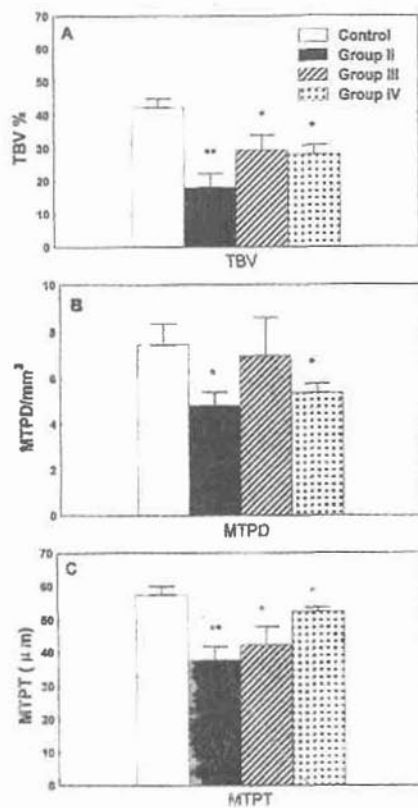 A
Control
Group II
Group III
Group IV
70
60
50
40
30
20
10
0
TBV %
** * *
TBV
B
10
8
6
4
2
0
MTPD/mm³
* *
MTPD
C
70
60
50
40
30
20
10
0
MTPT (μm)
** * *
MTPT